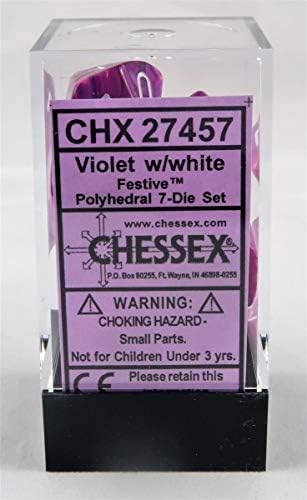 CHX 27457
Violet w/white
Festive™
Polyhedral 7-Die Set
www.chessex.com
CHESSEX®
P.O. Box 80255, Ft. Wayne, IN 46898-0255
WARNING:
CHOKING HAZARD -
Small Parts.
Not for Children Under 3 yrs.
CE Please retain this